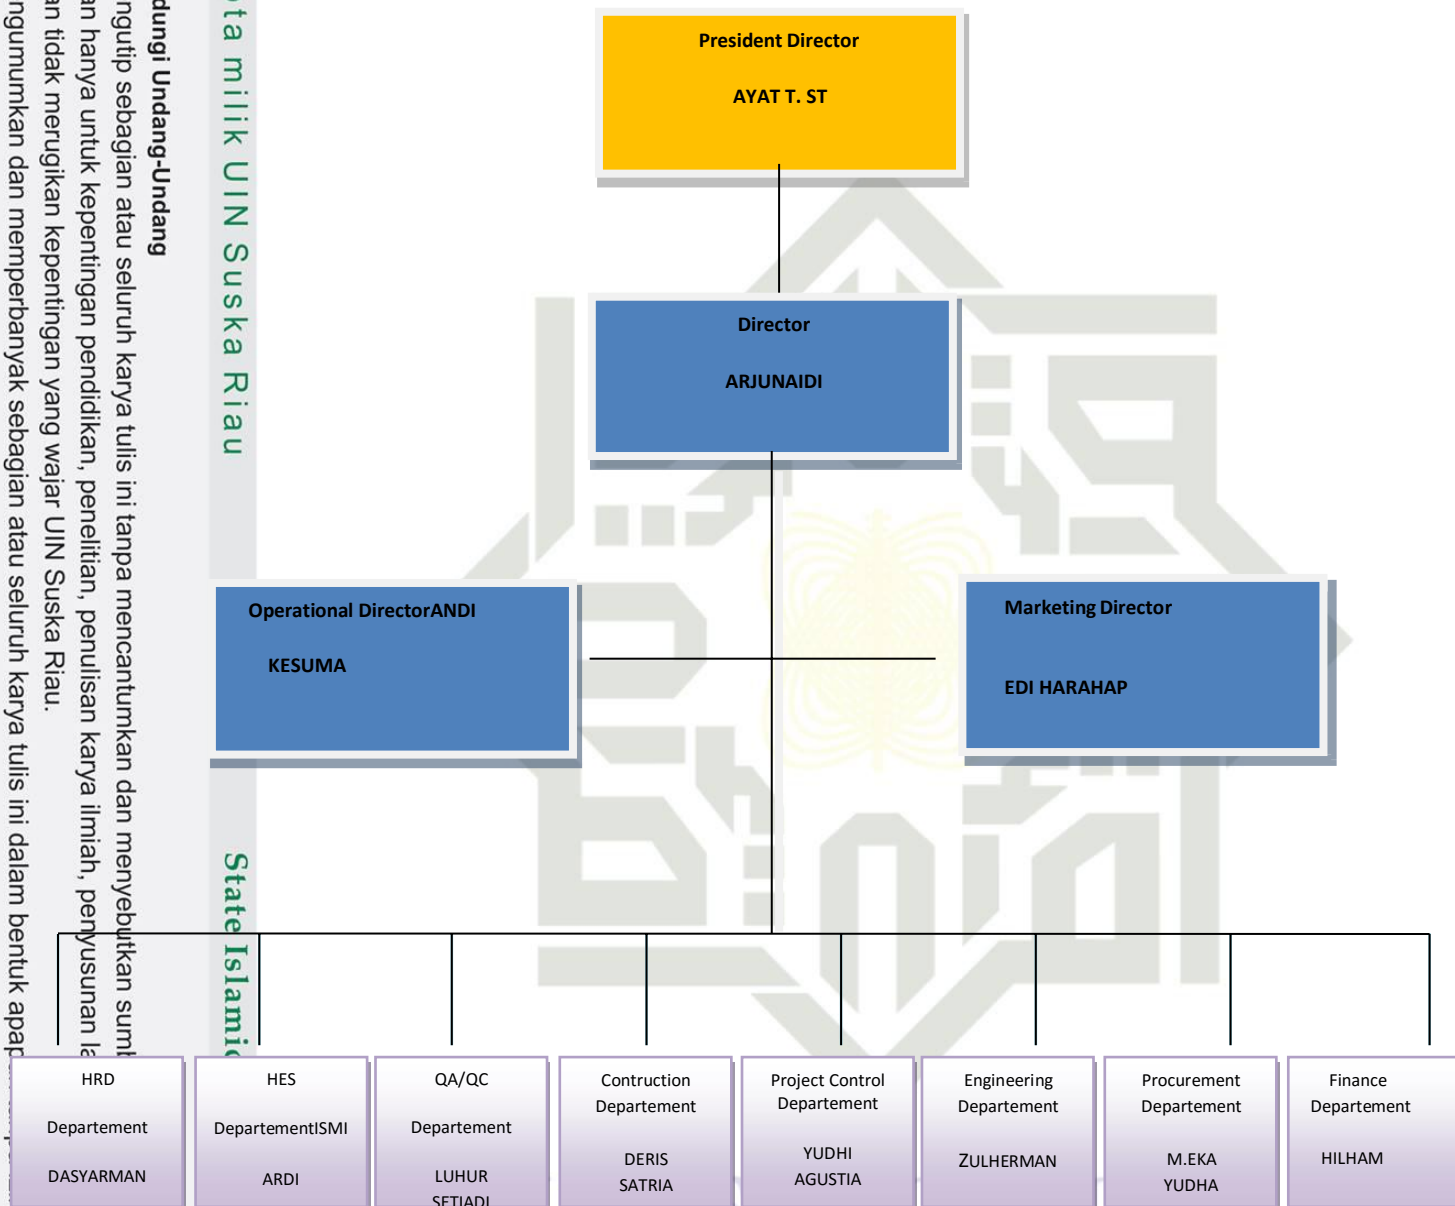 President Director
AYAT T. ST
Director
ARJUNAIDI
Operational DirectorANDI
KESUMA
Marketing Director
EDI HARAHAP
HRD
Departement
DASYARMAN
HES
DepartementISMI
ARDI
QA/QC
Departement
LUHUR
SETIADI
Contruction
Departement
DERIS
SATRIA
Project Control
Departement
YUDHI
AGUSTIA
Engineering
Departement
ZULHERMAN
Procurement
Departement
M.EKA
YUDHA
Finance
Departement
HILHAM
milik UIN Suska Riau
State Islamic
dungi Undang-Undang
ngutip sebagian atau seluruh karya tulis ini tanpa mencantumkan dan menyebutkan sumb
an hanya untuk kepentingan pendidikan, penelitian, penulisan karya ilmiah, penyusunan la
an tidak merugikan kepentingan yang wajar UIN Suska Riau.
ngumumkan dan memperbanyak sebagian atau seluruh karya tulis ini dalam bentuk apap